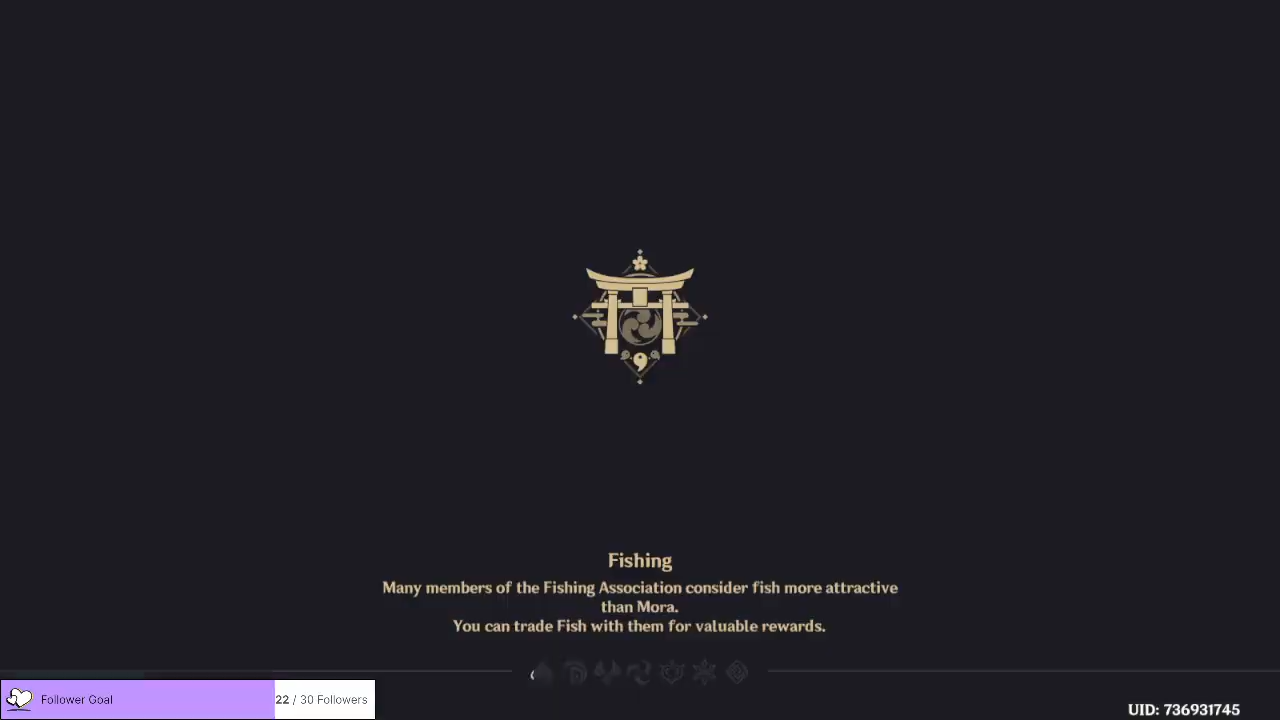 Fishing
Many members of the Fishing Association consider fish more attractive
than Mora.
You can trade Fish with them for valuable rewards.
Follower Goal
22 / 30 Followers
UID: 736931745